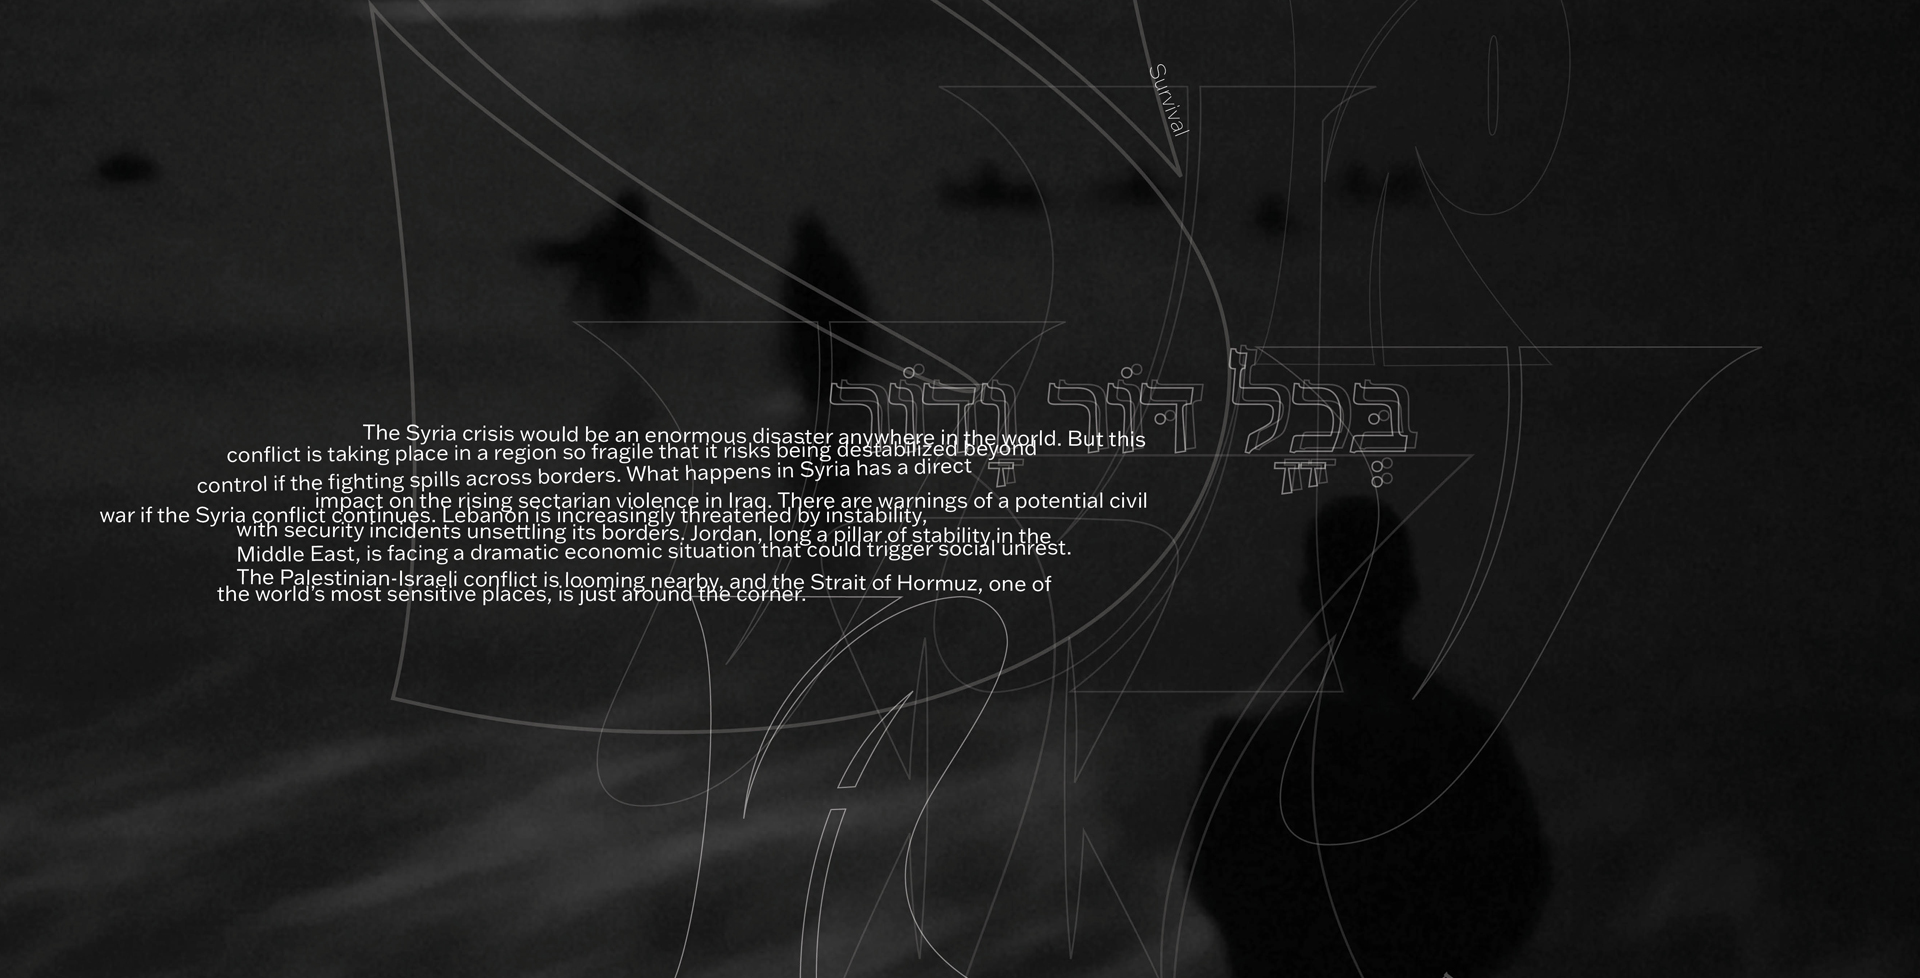 Survival
בְּכָל דּוֹר וָדוֹר
The Syria crisis would be an enormous disaster anywhere in the world. But this
conflict is taking place in a region so fragile that it risks being destabilized beyond
control if the fighting spills across borders. What happens in Syria has a direct
impact on the rising sectarian violence in Iraq. There are warnings of a potential civil
war if the Syria conflict continues. Lebanon is increasingly threatened by instability,
with security incidents unsettling its borders. Jordan, long a pillar of stability in the
Middle East, is facing a dramatic economic situation that could trigger social unrest.
The Palestinian-Israeli conflict is looming nearby, and the Strait of Hormuz, one of
the world’s most sensitive places, is just around the corner.